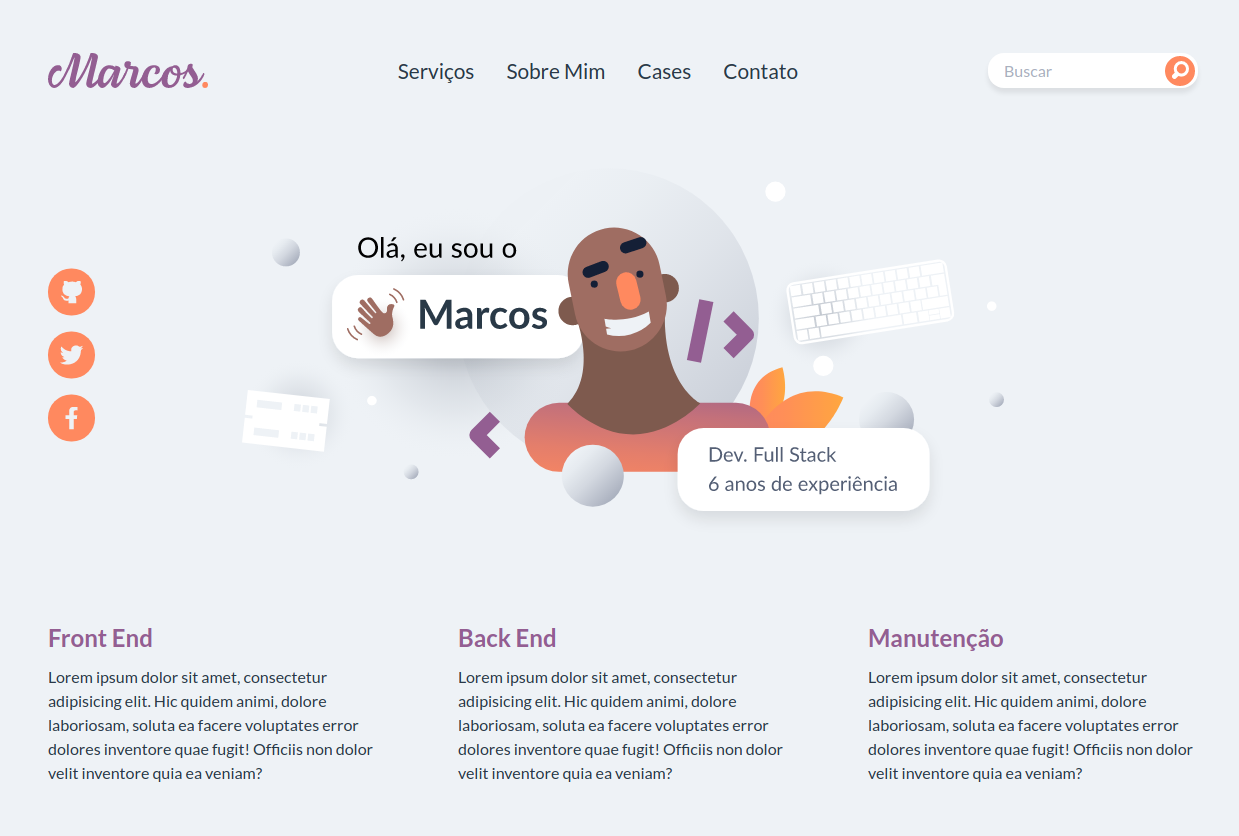 Marcos.
Serviços
Sobre Mim
Cases
Contato
Buscar
Olá, eu sou o
Marcos
Dev. Full Stack
6 anos de experiência
Front End
Lorem ipsum dolor sit amet, consectetur
adipisicing elit. Hic quidem animi, dolore
laboriosam, soluta ea facere voluptates error
dolores inventore quae fugit! Officiis non dolor
velit inventore quia ea veniam?
Back End
Lorem ipsum dolor sit amet, consectetur
adipisicing elit. Hic quidem animi, dolore
laboriosam, soluta ea facere voluptates error
dolores inventore quae fugit! Officiis non dolor
velit inventore quia ea veniam?
Manutenção
Lorem ipsum dolor sit amet, consectetur
adipisicing elit. Hic quidem animi, dolore
laboriosam, soluta ea facere voluptates error
dolores inventore quae fugit! Officiis non dolor
velit inventore quia ea veniam?